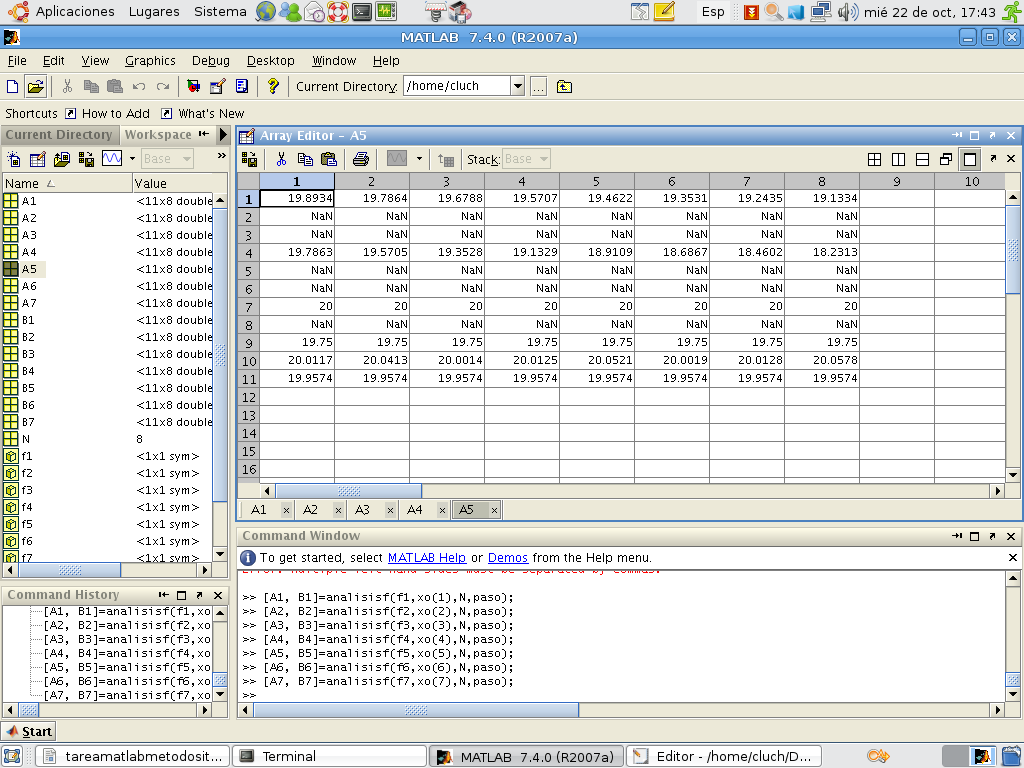 Aplicaciones Lugares Sistema Esp mié 22 de oct, 17:43
MATLAB 7.4.0 (R2007a)
File Edit View Graphics Debug Desktop Window Help
Current Directory: /home/cluch ...
Shortcuts How to Add What's New
Current Directory Workspace
Base »
Name Value
A1 <11x8 double
A2 <11x8 double
A3 <11x8 double
A4 <11x8 double
A5 <11x8 double
A6 <11x8 double
A7 <11x8 double
B1 <11x8 double
B2 <11x8 double
B3 <11x8 double
B4 <11x8 double
B5 <11x8 double
B6 <11x8 double
B7 <11x8 double
N 8
f1 <1x1 sym>
f2 <1x1 sym>
f3 <1x1 sym>
f4 <1x1 sym>
f5 <1x1 sym>
f6 <1x1 sym>
f7 <1x1 sym>
Array Editor - A5
Stack: Base
1 2 3 4 5 6 7 8 9 10
1 19.8934 19.7864 19.6788 19.5707 19.4622 19.3531 19.2435 19.1334
2 NaN NaN NaN NaN NaN NaN NaN NaN
3 NaN NaN NaN NaN NaN NaN NaN NaN
4 19.7863 19.5705 19.3528 19.1329 18.9109 18.6867 18.4602 18.2313
5 NaN NaN NaN NaN NaN NaN NaN NaN
6 NaN NaN NaN NaN NaN NaN NaN NaN
7 20 20 20 20 20 20 20 20
8 NaN NaN NaN NaN NaN NaN NaN NaN
9 19.75 19.75 19.75 19.75 19.75 19.75 19.75 19.75
10 20.0117 20.0413 20.0014 20.0125 20.0521 20.0019 20.0128 20.0578
11 19.9574 19.9574 19.9574 19.9574 19.9574 19.9574 19.9574 19.9574
12
13
14
15
16
A1 A2 A3 A4 A5
Command Window
To get started, select MATLAB Help or Demos from the Help menu.
Error: Multiple left-hand sides must be separated by commas.
>> [A1, B1]=analisisf(f1,xo(1),N,paso);
>> [A2, B2]=analisisf(f2,xo(2),N,paso);
>> [A3, B3]=analisisf(f3,xo(3),N,paso);
>> [A4, B4]=analisisf(f4,xo(4),N,paso);
>> [A5, B5]=analisisf(f5,xo(5),N,paso);
>> [A6, B6]=analisisf(f6,xo(6),N,paso);
>> [A7, B7]=analisisf(f7,xo(7),N,paso);
>>
Command History
[A1, B1]=analisisf(f1,xo
[A2, B2]=analisisf(f2,xo
[A3, B3]=analisisf(f3,xo
[A4, B4]=analisisf(f4,xo
[A5, B5]=analisisf(f5,xo
[A6, B6]=analisisf(f6,xo
[A7, B7]=analisisf(f7,xo
Start
tareamatlabmetodosit... Terminal MATLAB 7.4.0 (R2007a) Editor - /home/cluch/D...